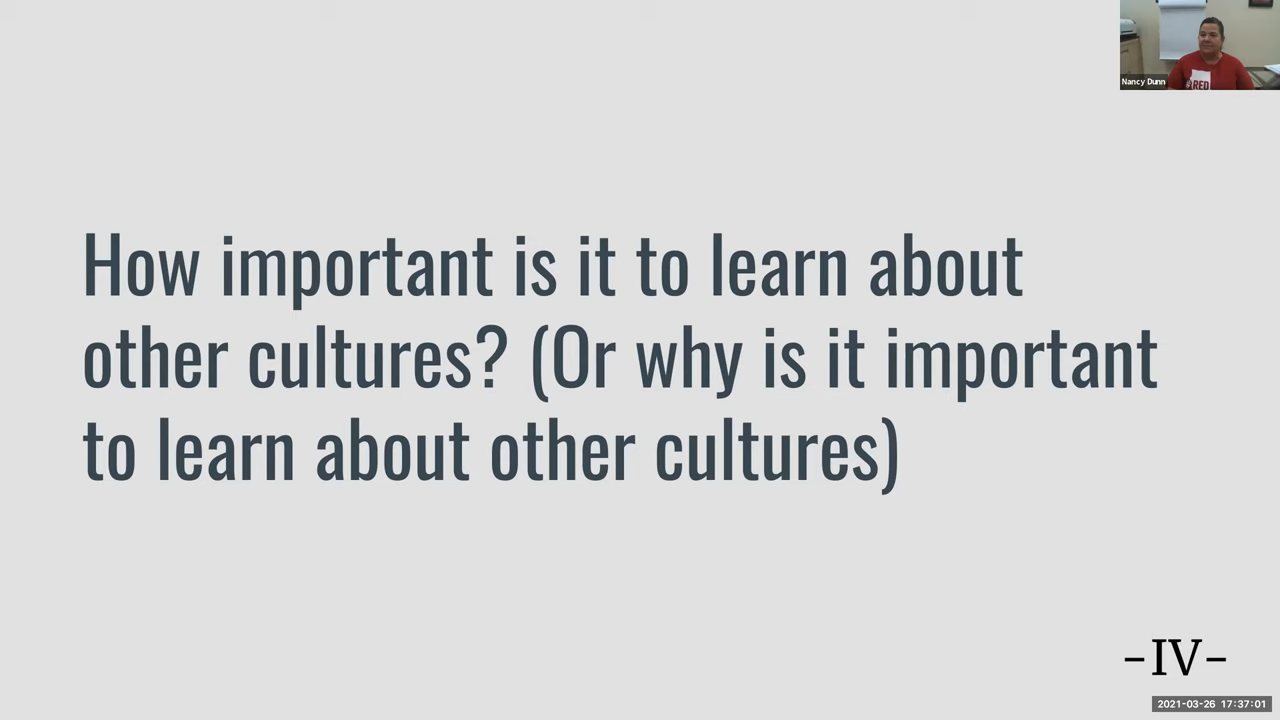 Nancy Dunn
RED
How important is it to learn about
other cultures? (Or why is it important
to learn about other cultures)
-IV-
2021-03-26 17:37:01